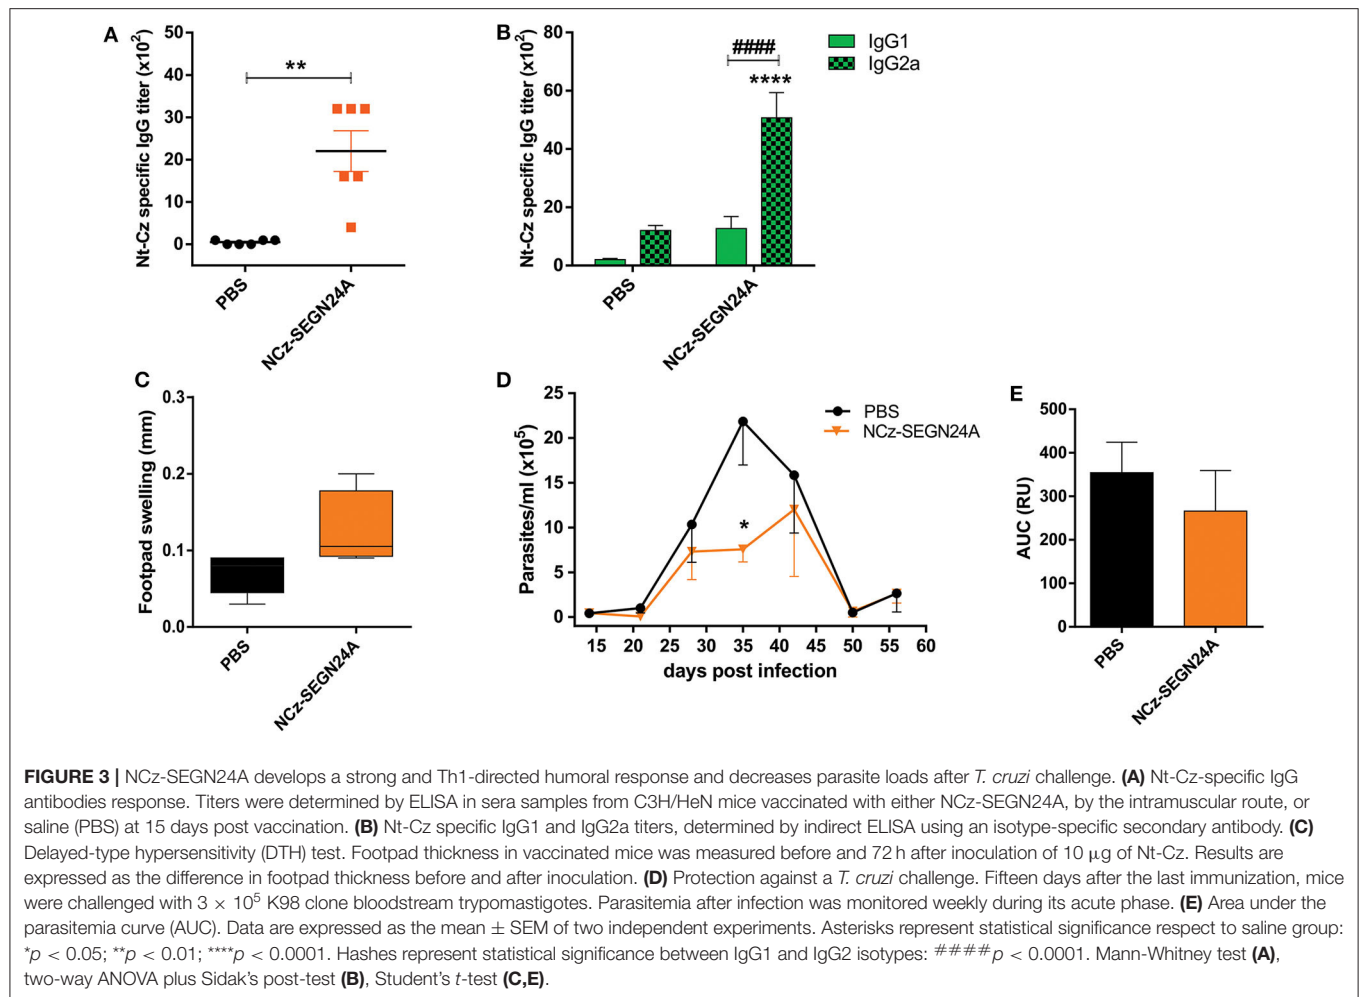 A
Nt-Cz specific IgG titer (x10²)
50
40
30
20
10
0
**
PBS
NCz-SEGN24A
B
Nt-Cz specific IgG titer (x10²)
80
60
40
20
0
####
****
PBS
NCz-SEGN24A
IgG1
IgG2a
C
Footpad swelling (mm)
0.3
0.2
0.1
0.0
PBS
NCz-SEGN24A
D
Parasites/ml (x10⁵)
25
20
15
10
5
0
*
15 20 25 30 35 40 45 50 55 60
days post infection
PBS
NCz-SEGN24A
E
AUC (RU)
500
400
300
200
100
0
PBS
NCz-SEGN24A
FIGURE 3 | NCz-SEGN24A develops a strong and Th1-directed humoral response and decreases parasite loads after T. cruzi challenge. (A) Nt-Cz-specific IgG
antibodies response. Titers were determined by ELISA in sera samples from C3H/HeN mice vaccinated with either NCz-SEGN24A, by the intramuscular route, or
saline (PBS) at 15 days post vaccination. (B) Nt-Cz specific IgG1 and IgG2a titers, determined by indirect ELISA using an isotype-specific secondary antibody. (C)
Delayed-type hypersensitivity (DTH) test. Footpad thickness in vaccinated mice was measured before and 72 h after inoculation of 10 μg of Nt-Cz. Results are
expressed as the difference in footpad thickness before and after inoculation. (D) Protection against a T. cruzi challenge. Fifteen days after the last immunization, mice
were challenged with 3 × 10⁵ K98 clone bloodstream trypomastigotes. Parasitemia after infection was monitored weekly during its acute phase. (E) Area under the
parasitemia curve (AUC). Data are expressed as the mean ± SEM of two independent experiments. Asterisks represent statistical significance respect to saline group:
*p < 0.05; **p < 0.01; ****p < 0.0001. Hashes represent statistical significance between IgG1 and IgG2 isotypes: ####p < 0.0001. Mann-Whitney test (A),
two-way ANOVA plus Sidak's post-test (B), Student's t-test (C,E).